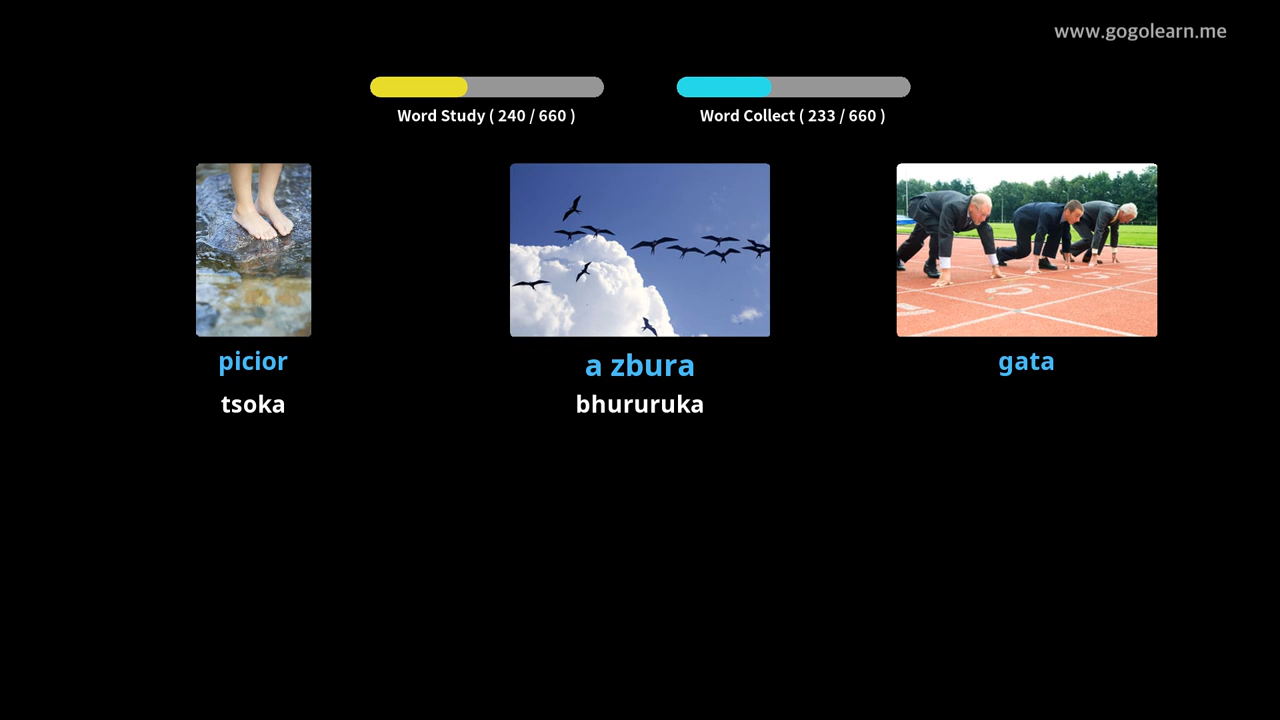 www.gogolearn.me
Word Study ( 240 / 660 )
Word Collect ( 233 / 660 )
picior
a zbura
gata
tsoka
bhururuka